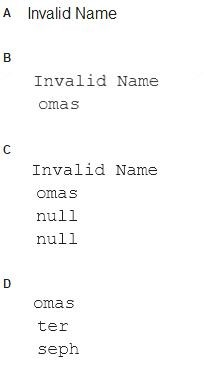 A Invalid Name
B
Invalid Name
omas
C
Invalid Name
omas
null
null
D
omas
ter
seph